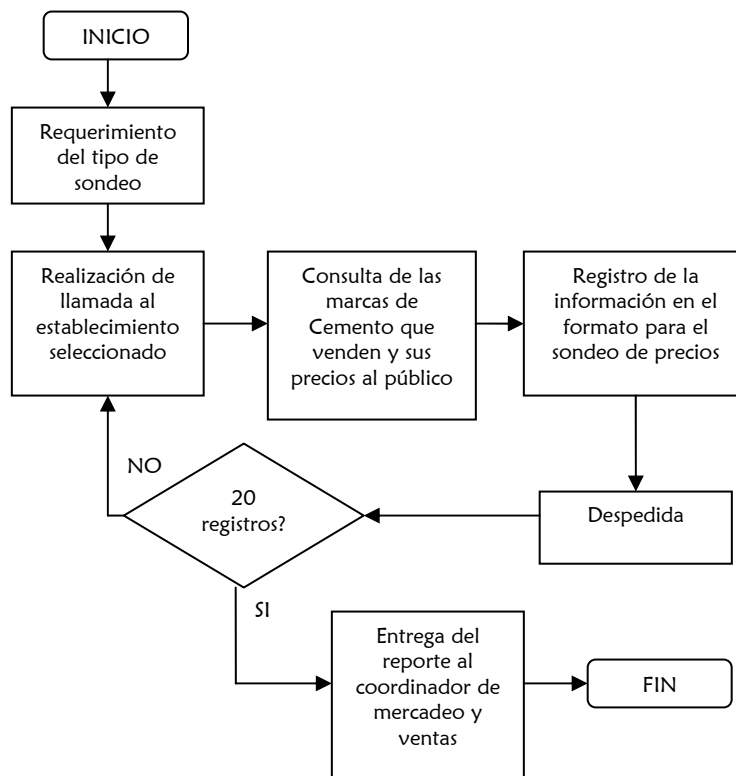 INICIO
Requerimiento
del tipo de
sondeo
Realización de
llamada al
establecimiento
seleccionado
Consulta de las
marcas de
Cemento que
venden y sus
precios al público
Registro de la
información en el
formato para el
sondeo de precios
Despedida
20
registros?
NO
SI
Entrega del
reporte al
coordinador de
mercadeo y
ventas
FIN